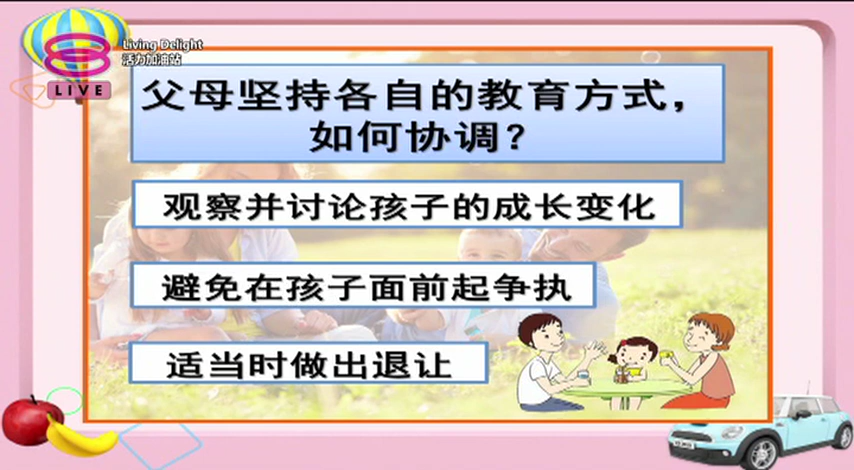 Living Delight
活力加油站
LIVE
父母坚持各自的教育方式，
如何协调？
观察并讨论孩子的成长变化
避免在孩子面前起争执
适当时做出退让